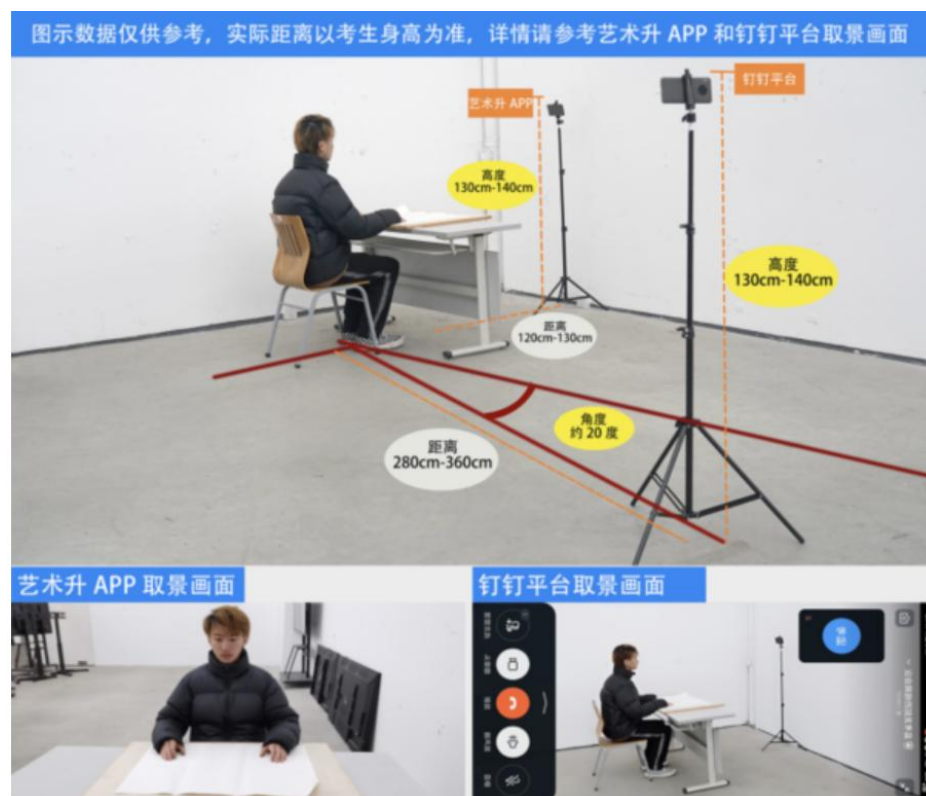 图示数据仅供参考，实际距离以考生身高为准，详情请参考艺术升 APP 和钉钉平台取景画面
艺术升 APP
钉钉平台
高度
130cm-140cm
高度
130cm-140cm
距离
120cm-130cm
角度
约 20 度
距离
280cm-360cm
艺术升 APP 取景画面
钉钉平台取景画面